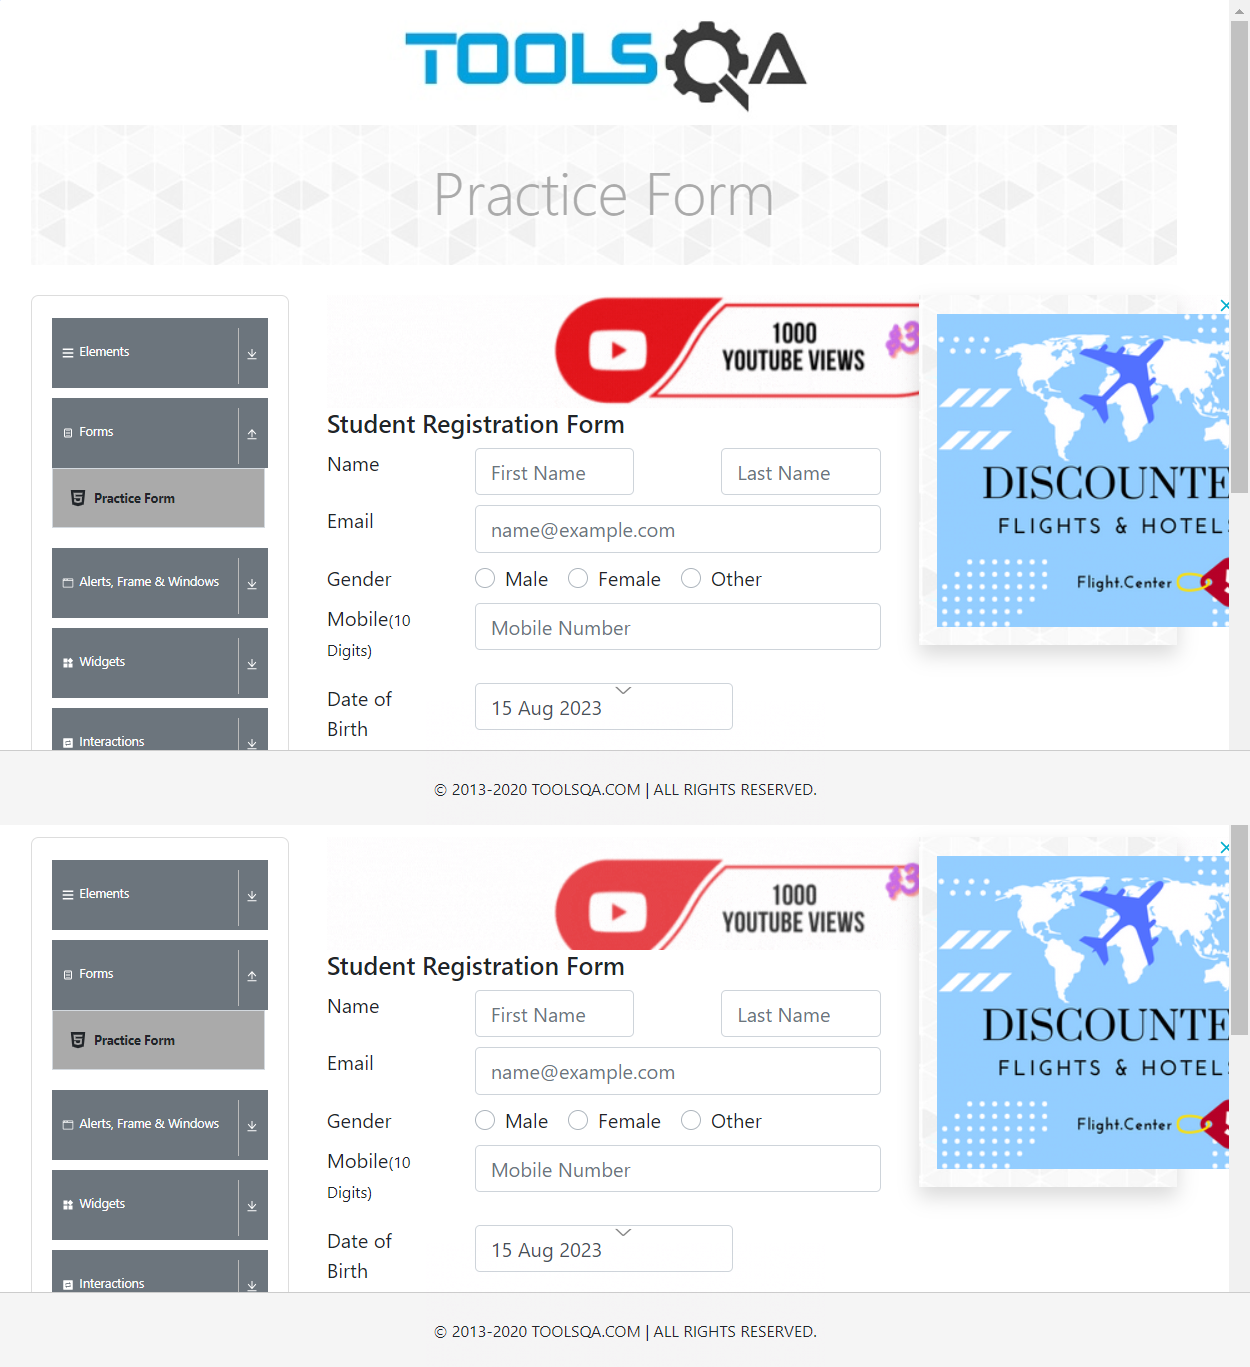 TOOLSQA
Practice Form
Elements
Forms
Practice Form
Alerts, Frame & Windows
Widgets
Interactions
1000
YOUTUBE VIEWS
$3
Student Registration Form
Name
First Name
Last Name
Email
name@example.com
Gender
Male
Female
Other
Mobile(10
Digits)
Mobile Number
Date of
Birth
15 Aug 2023
DISCOUNTE
FLIGHTS & HOTELS
Flight.Center
© 2013-2020 TOOLSQA.COM | ALL RIGHTS RESERVED.
Elements
Forms
Practice Form
Alerts, Frame & Windows
Widgets
Interactions
1000
YOUTUBE VIEWS
$3
Student Registration Form
Name
First Name
Last Name
Email
name@example.com
Gender
Male
Female
Other
Mobile(10
Digits)
Mobile Number
Date of
Birth
15 Aug 2023
DISCOUNTE
FLIGHTS & HOTELS
Flight.Center
© 2013-2020 TOOLSQA.COM | ALL RIGHTS RESERVED.